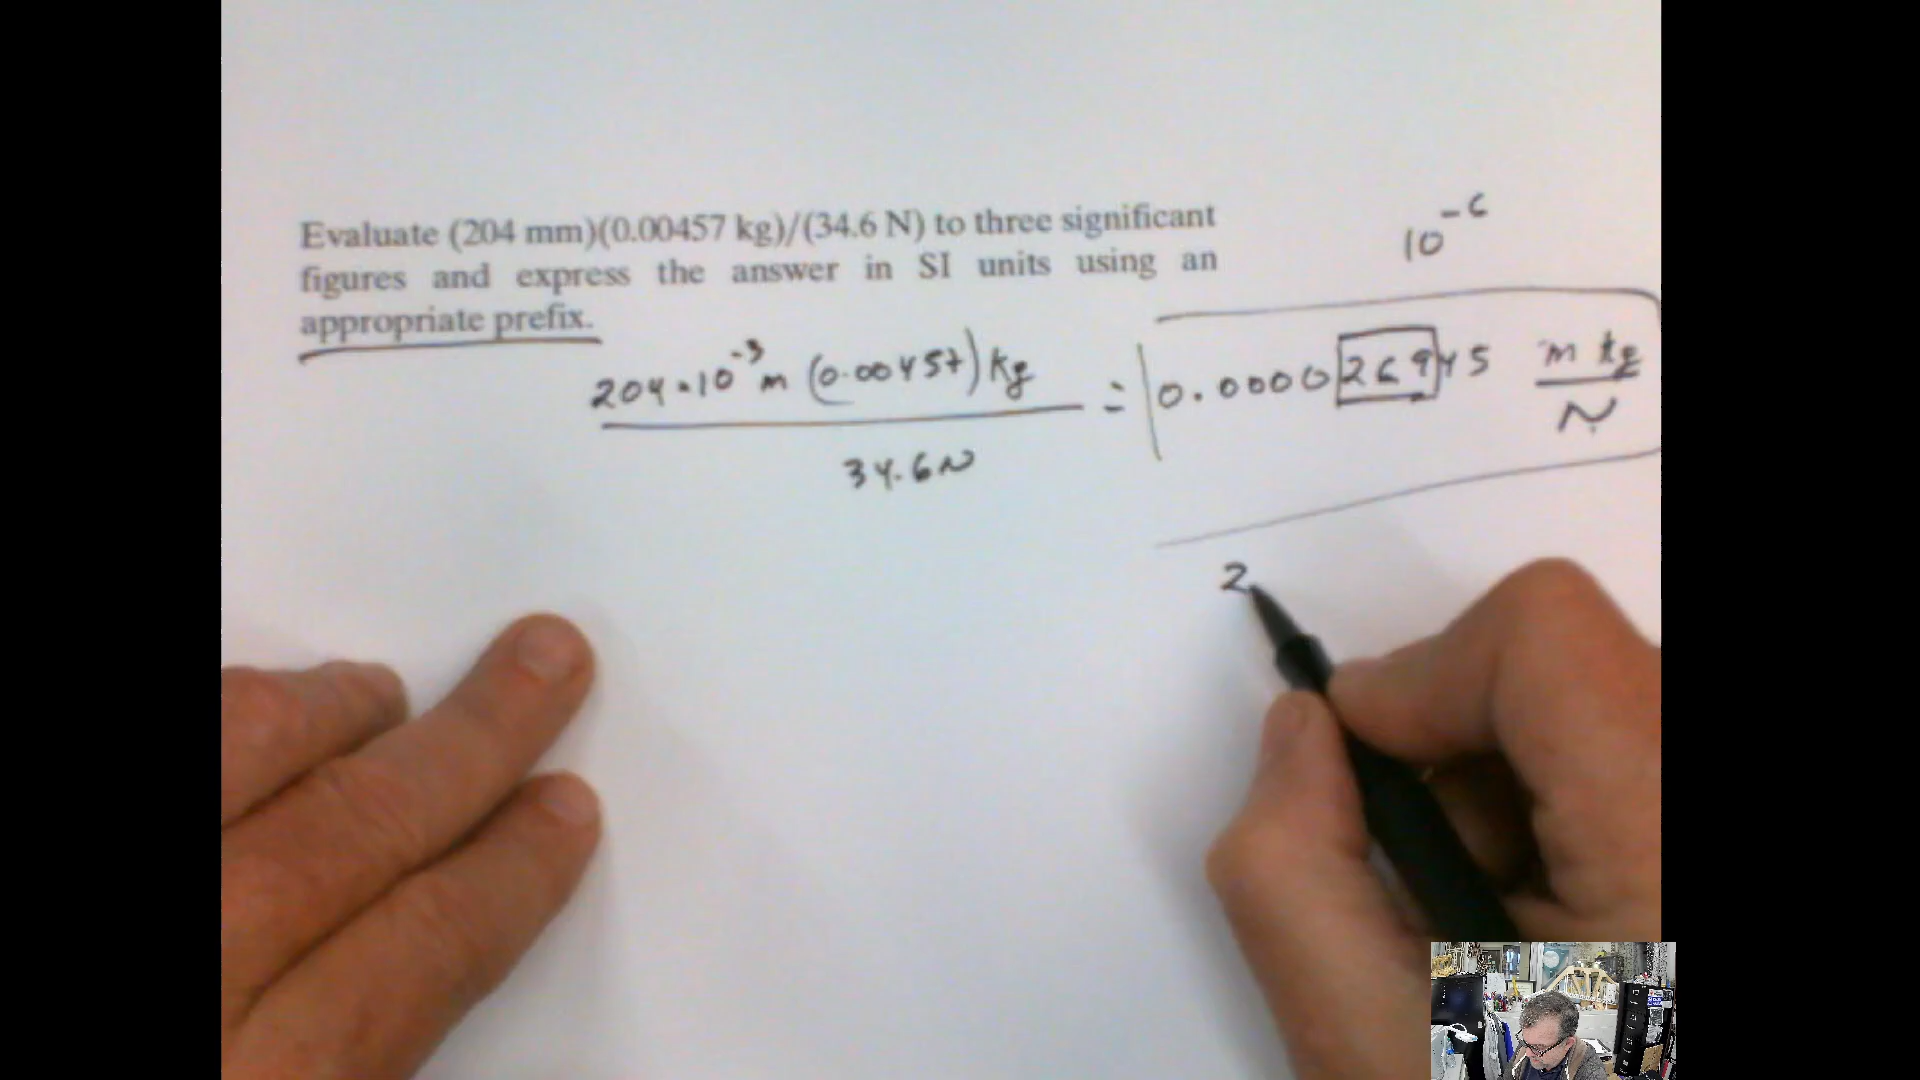 Evaluate (204 mm)(0.00457 kg)/(34.6 N) to three significant
figures and express the answer in SI units using an
appropriate prefix.
10^-6
204·10^-3 m (0.00457) kg
34.6 N
= 0.000026945 m kg / N
2.